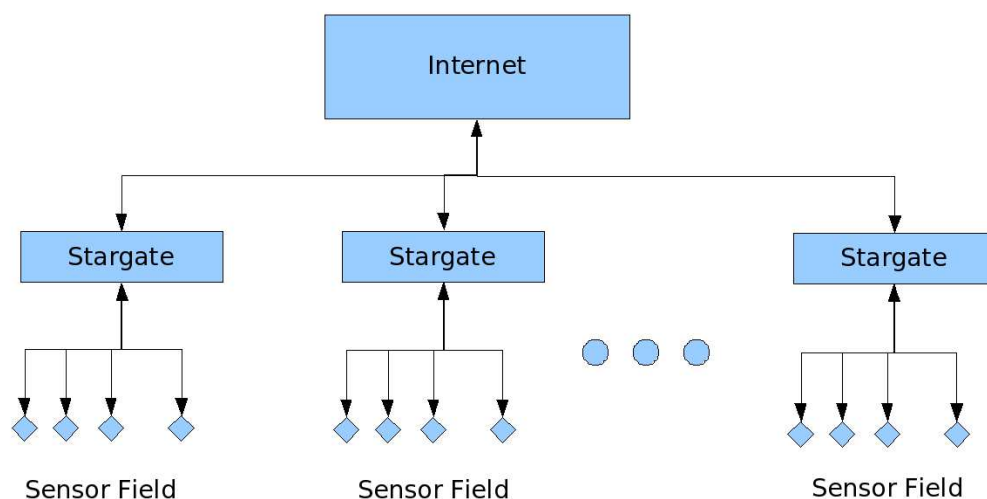 Internet
Stargate
Stargate
Stargate
Sensor Field
Sensor Field
Sensor Field